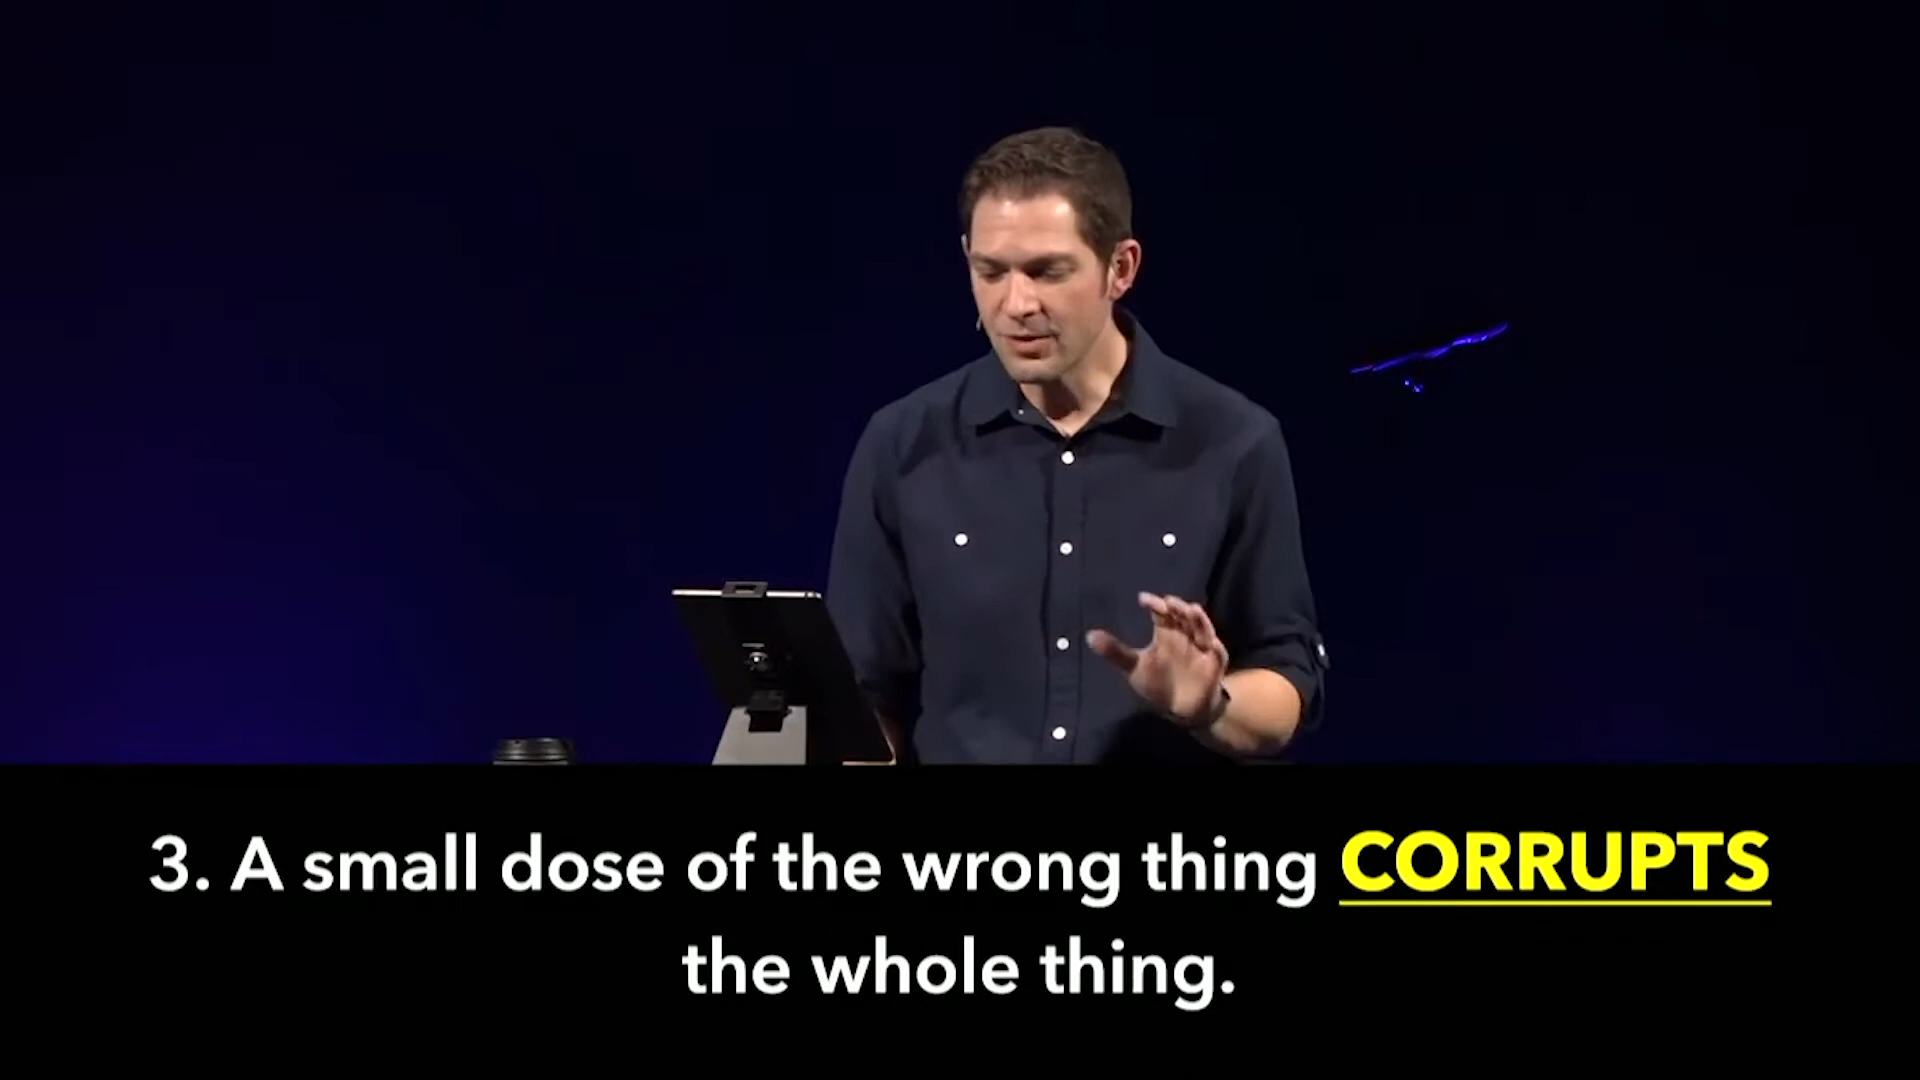 3. A small dose of the wrong thing CORRUPTS
the whole thing.